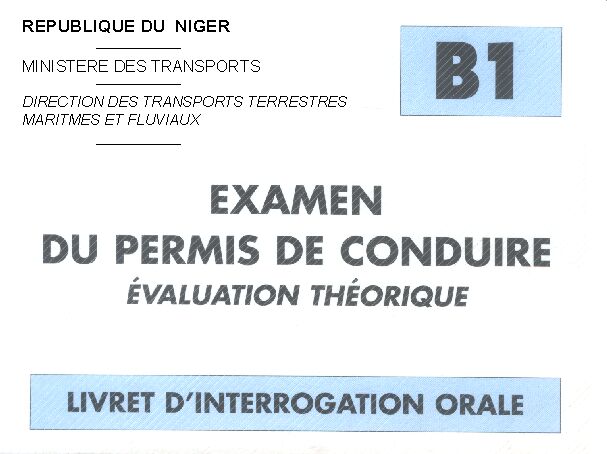 REPUBLIQUE DU NIGER
MINISTERE DES TRANSPORTS
DIRECTION DES TRANSPORTS TERRESTRES
MARITMES ET FLUVIAUX
B1
EXAMEN
DU PERMIS DE CONDUIRE
ÉVALUATION THÉORIQUE
LIVRET D'INTERROGATION ORALE